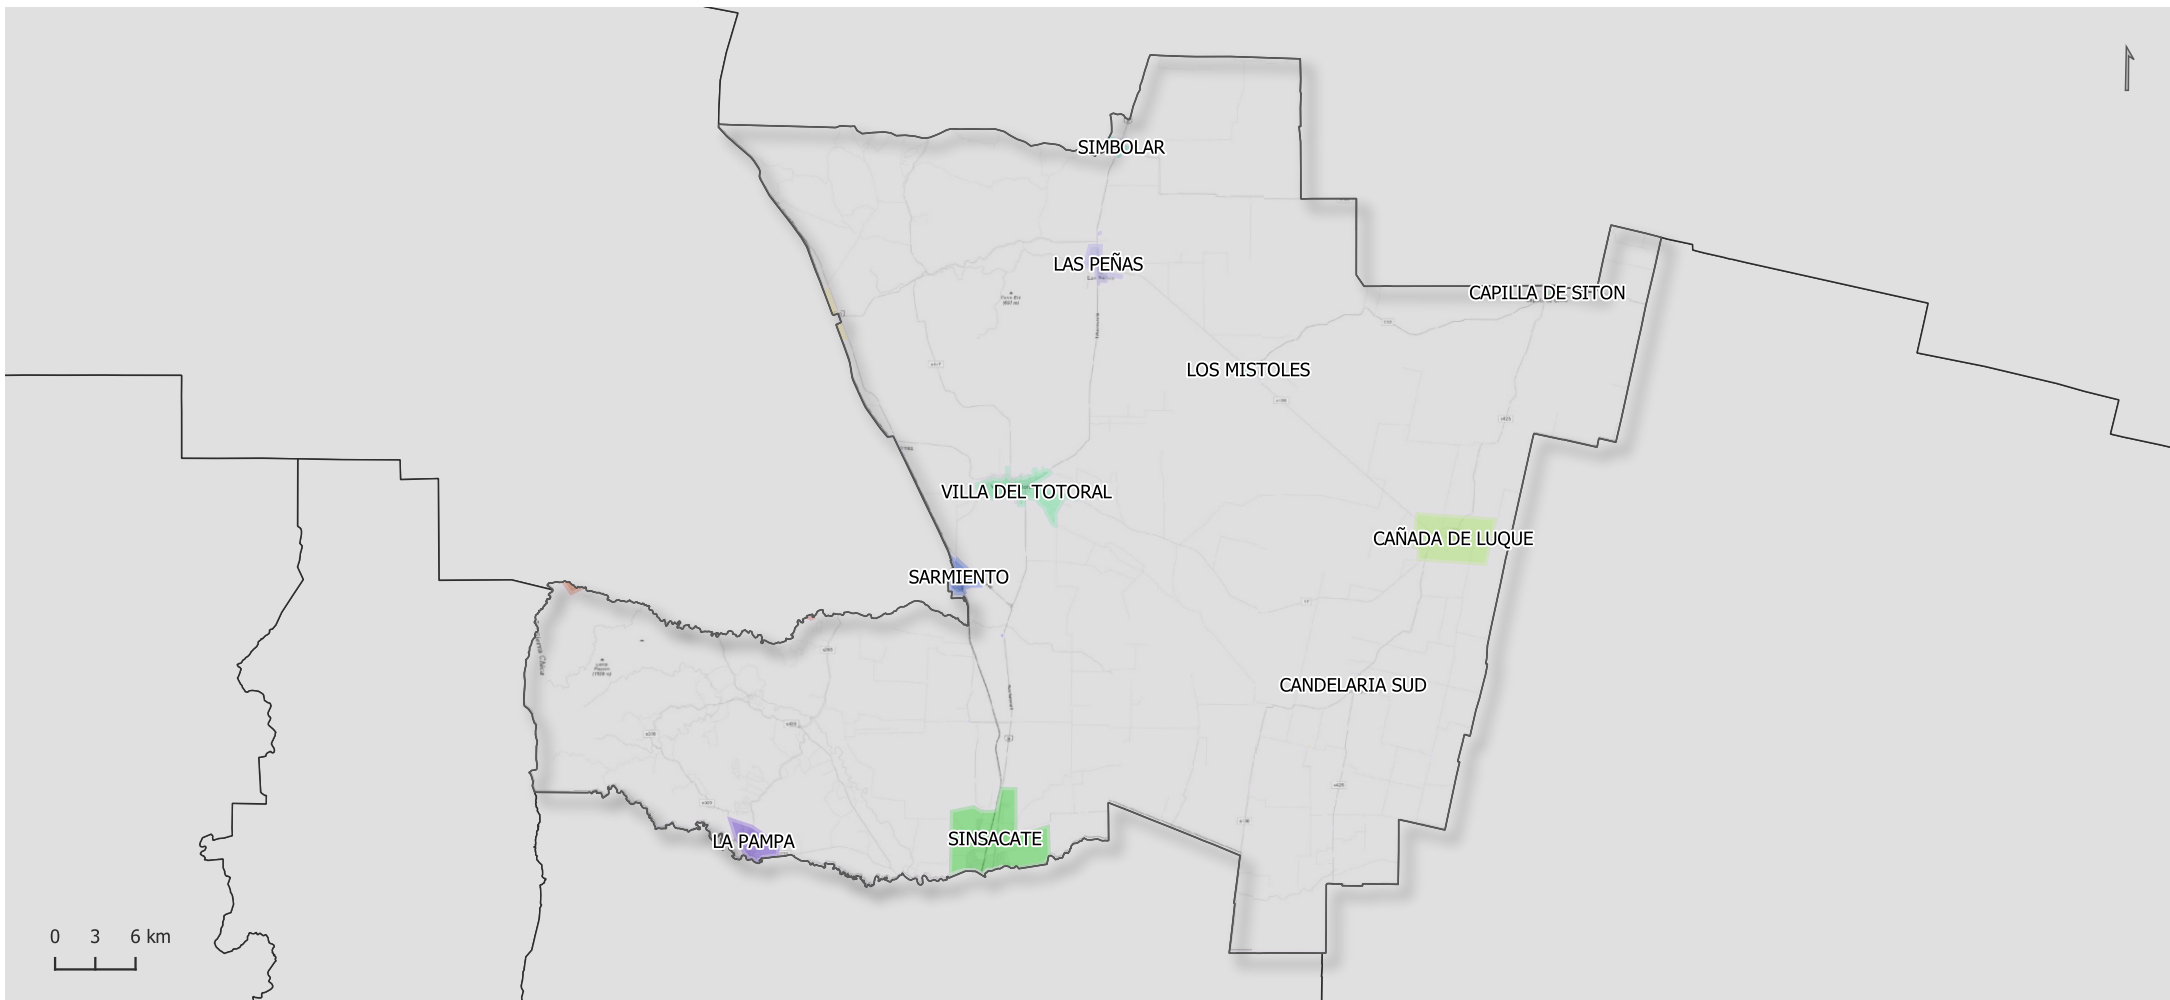 SIMBOLAR
LAS PEÑAS
CAPILLA DE SITON
LOS MISTOLES
VILLA DEL TOTORAL
CAÑADA DE LUQUE
SARMIENTO
CANDELARIA SUD
LA PAMPA
SINSACATE
0 3 6 km